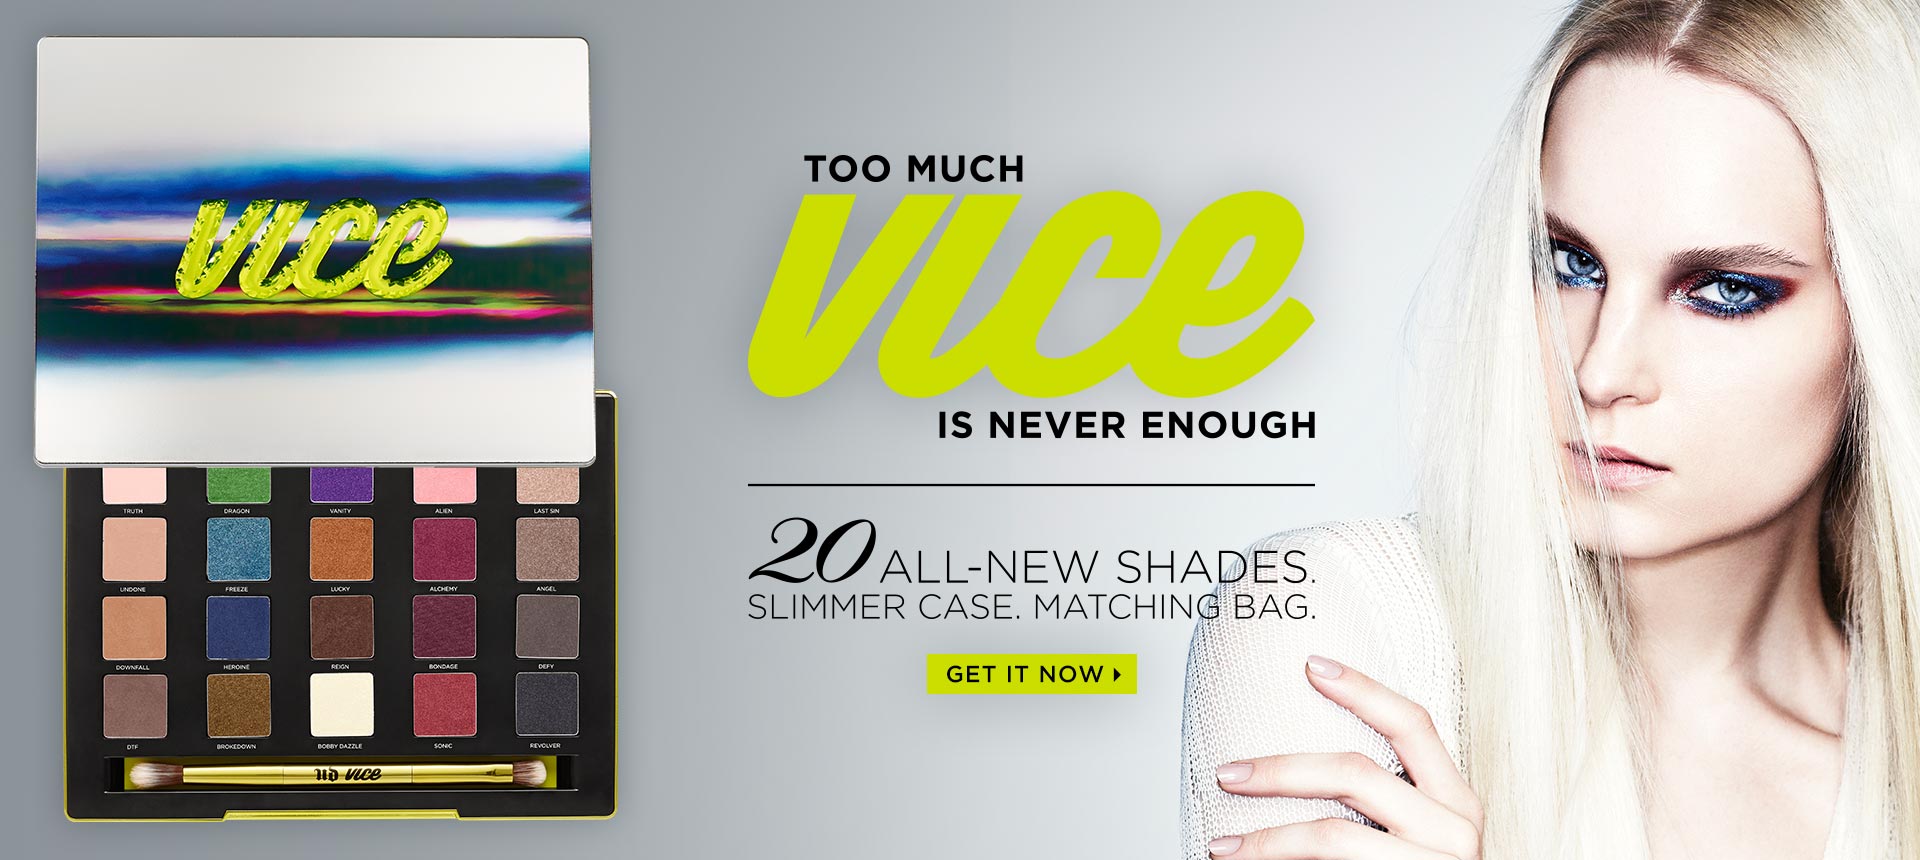 vice
TRUTH DRAGON VANITY ALIEN LAST SIN
UNDONE FREEZE LUCKY ALCHEMY ANGEL
DOWNFALL HEROINE REIGN BONDAGE DEFY
DTF BROKEDOWN BOBBY DAZZLE SONIC REVOLVER
UD vice
TOO MUCH
vice
IS NEVER ENOUGH
20 ALL-NEW SHADES.
SLIMMER CASE. MATCHING BAG.
GET IT NOW